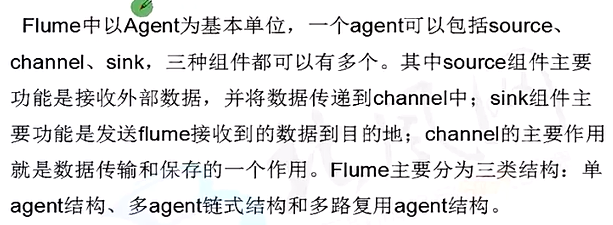 Flume中以Agent为基本单位，一个agent可以包括source、
channel、sink，三种组件都可以有多个。其中source组件主要
功能是接收外部数据，并将数据传递到channel中；sink组件主
要功能是发送flume接收到的数据到目的地；channel的主要作用
就是数据传输和保存的一个作用。Flume主要分为三类结构：单
agent结构、多agent链式结构和多路复用agent结构。